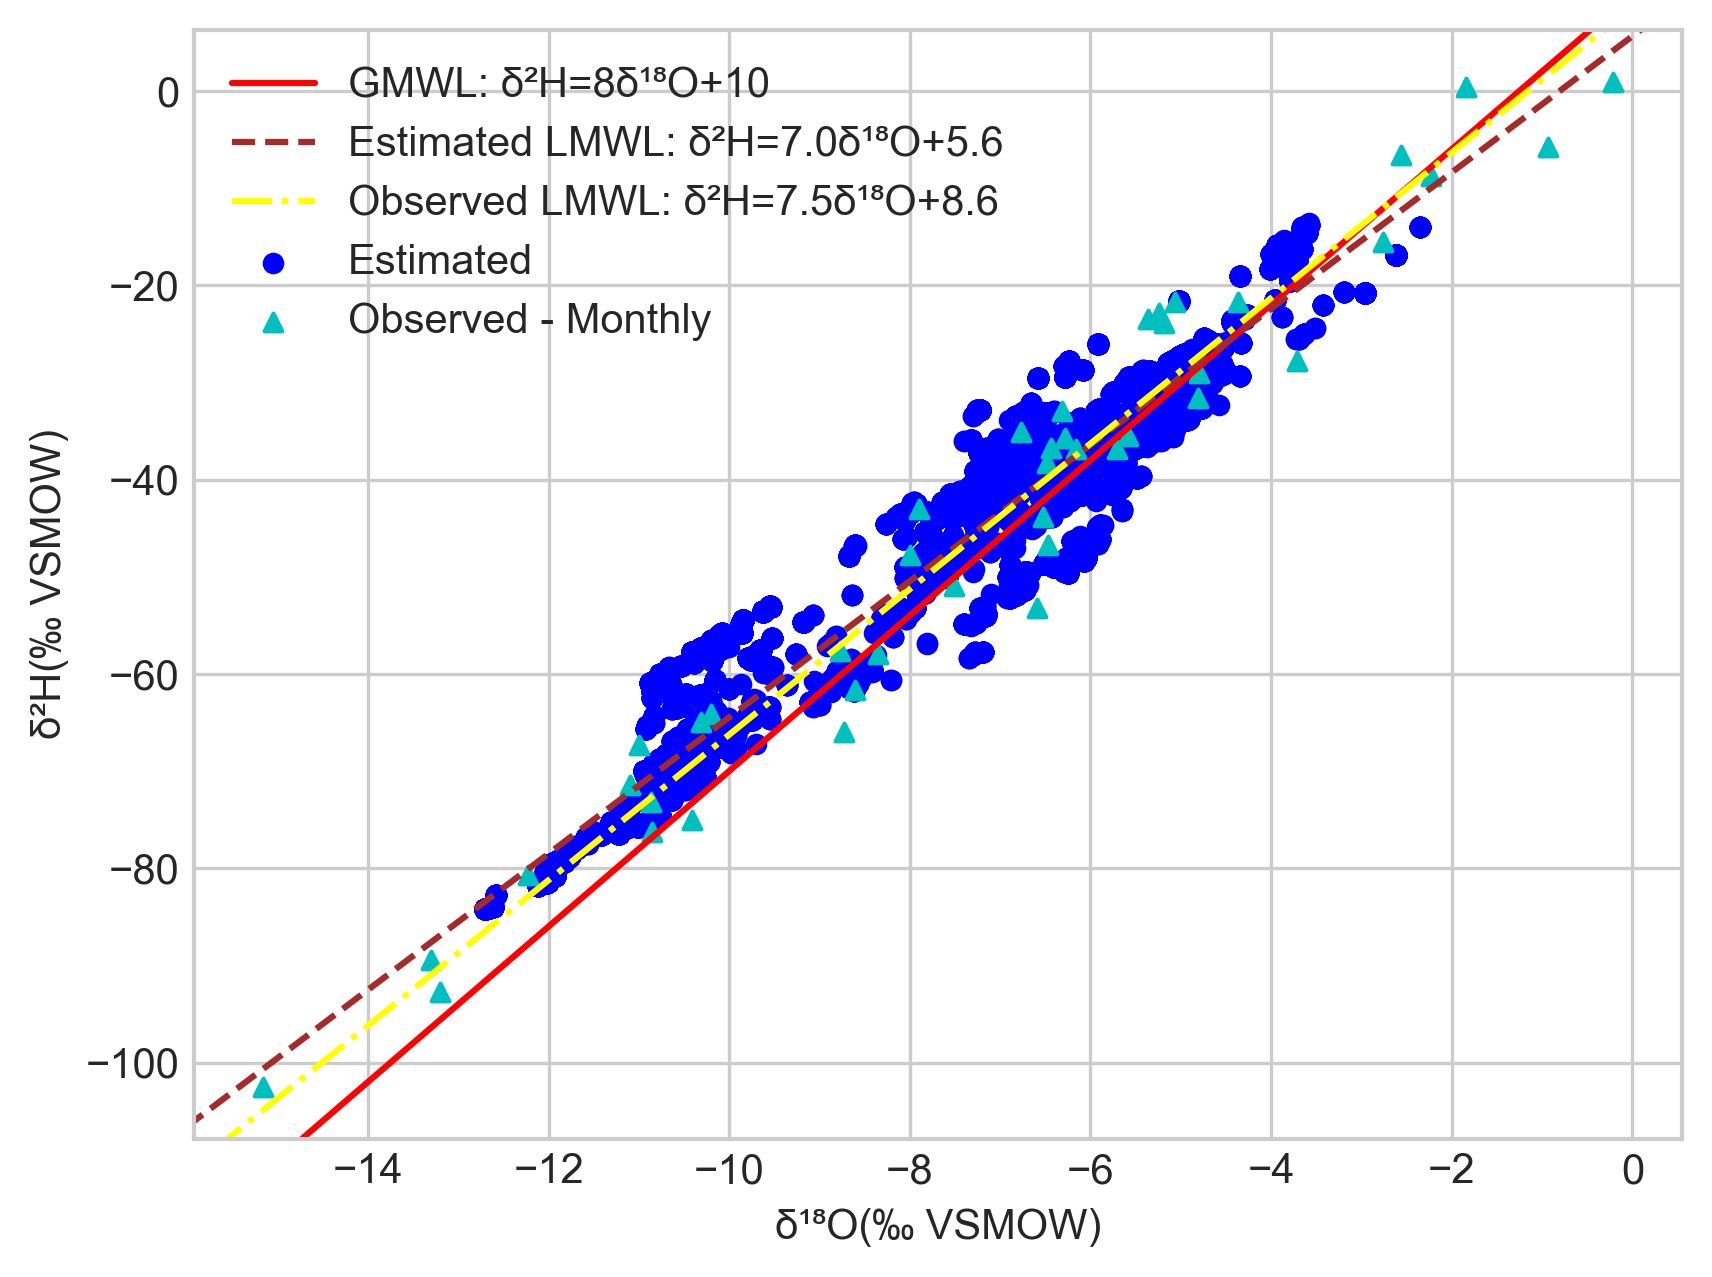 GMWL: δ²H=8δ¹⁸O+10
Estimated LMWL: δ²H=7.0δ¹⁸O+5.6
Observed LMWL: δ²H=7.5δ¹⁸O+8.6
Estimated
Observed - Monthly
0
−20
−40
−60
−80
−100
δ²H(‰ VSMOW)
−14 −12 −10 −8 −6 −4 −2 0
δ¹⁸O(‰ VSMOW)